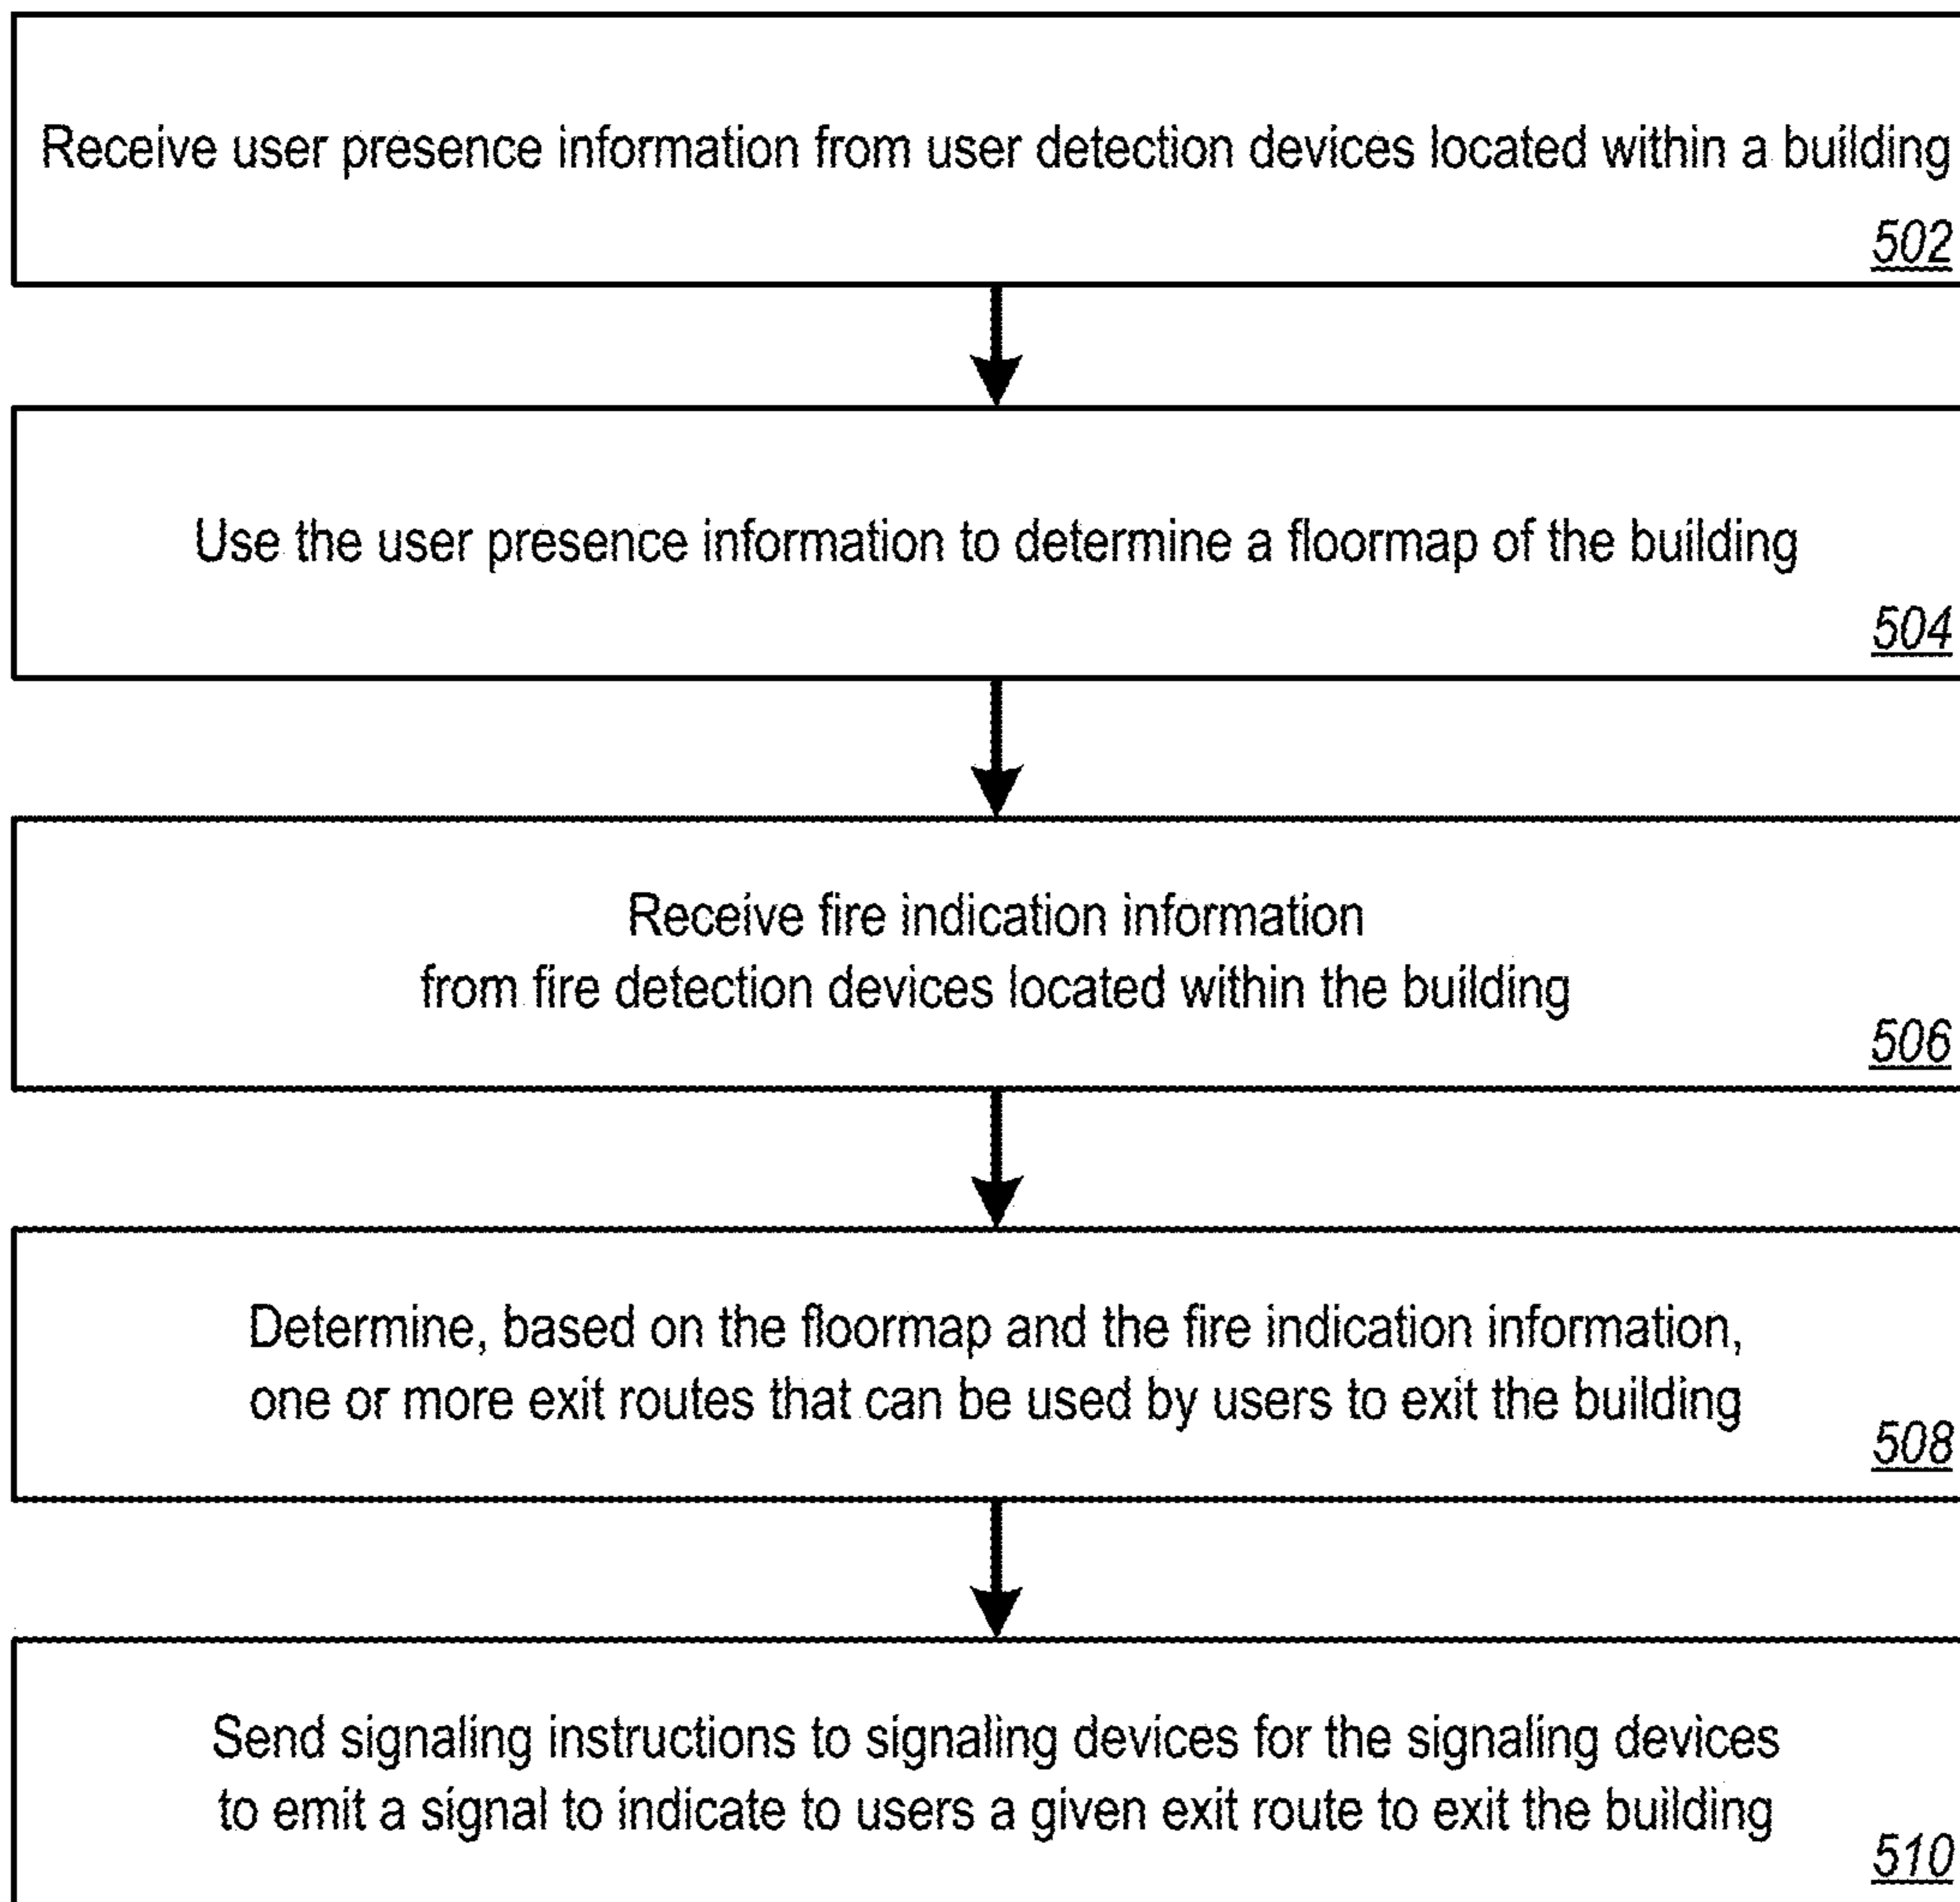 Receive user presence information from user detection devices located within a building
502
Use the user presence information to determine a floormap of the building
504
Receive fire indication information
from fire detection devices located within the building
506
Determine, based on the floormap and the fire indication information,
one or more exit routes that can be used by users to exit the building
508
Send signaling instructions to signaling devices for the signaling devices
to emit a signal to indicate to users a given exit route to exit the building
510